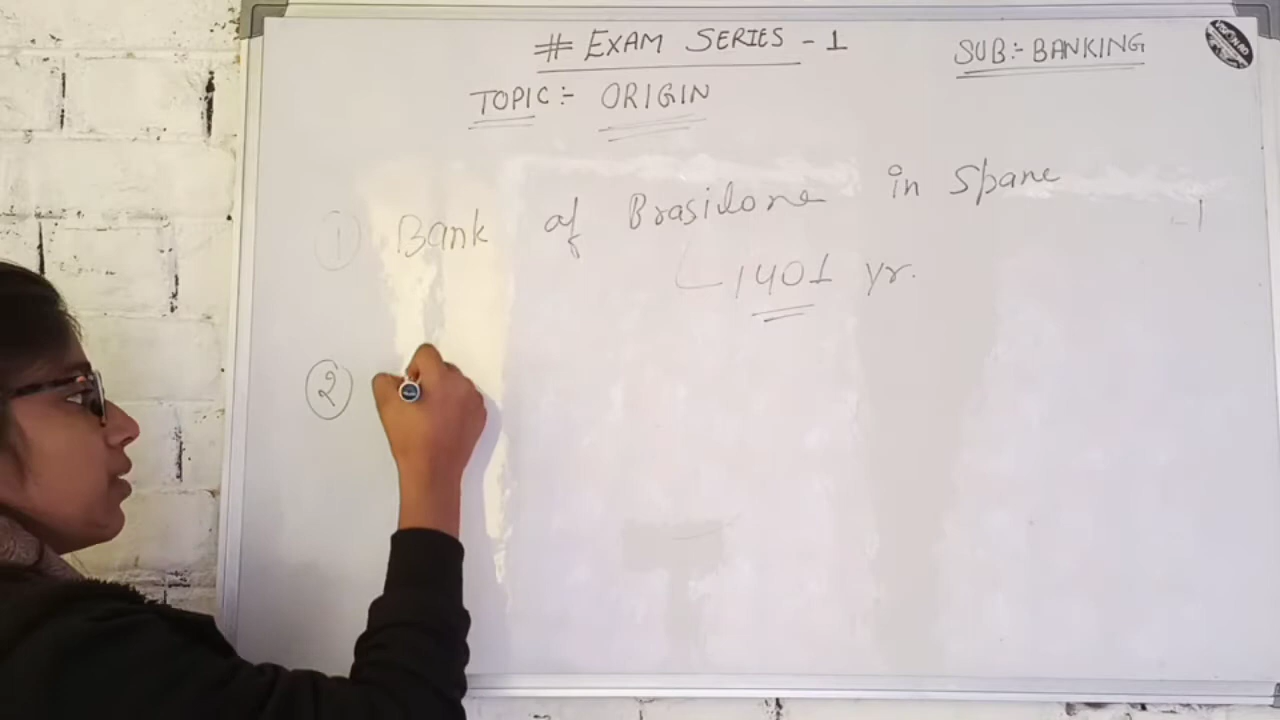 # EXAM SERIES - 1
SUB:- BANKING
TOPIC:- ORIGIN
① Bank of Brasilone in Spane
1401 yr.
②